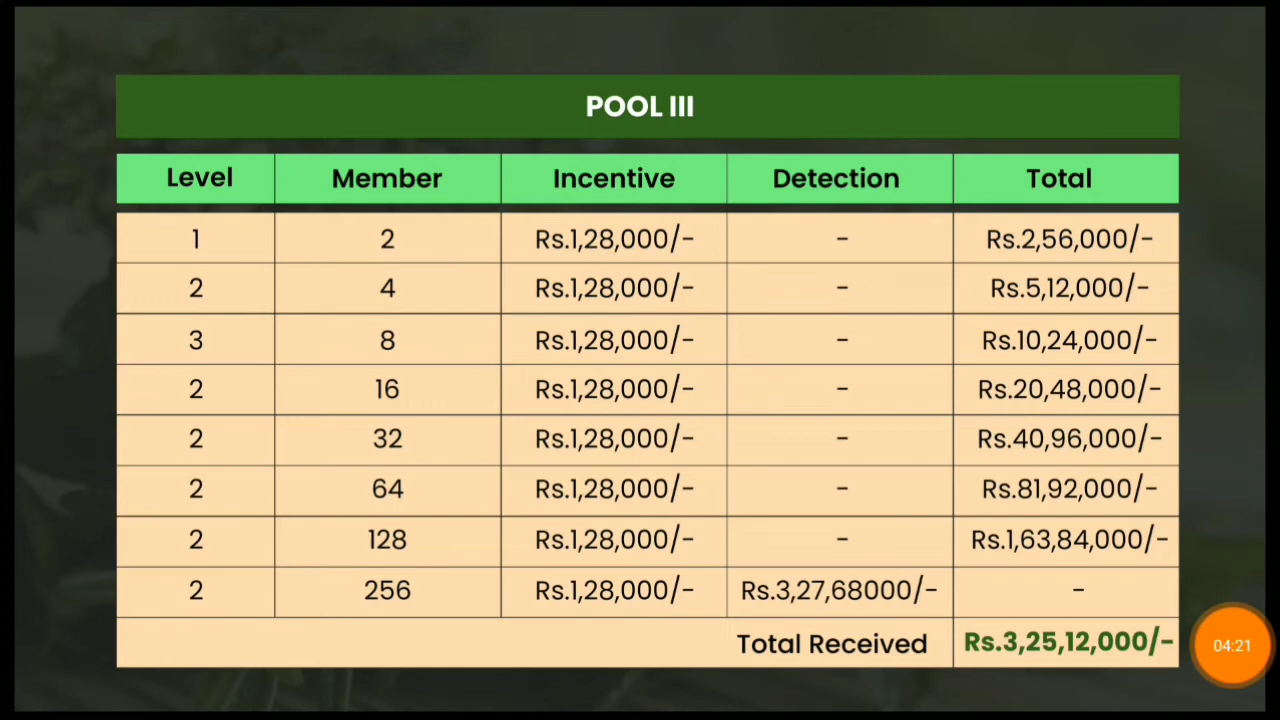 POOL III
Level Member Incentive Detection Total
1 2 Rs.1,28,000/- - Rs.2,56,000/-
2 4 Rs.1,28,000/- - Rs.5,12,000/-
3 8 Rs.1,28,000/- - Rs.10,24,000/-
2 16 Rs.1,28,000/- - Rs.20,48,000/-
2 32 Rs.1,28,000/- - Rs.40,96,000/-
2 64 Rs.1,28,000/- - Rs.81,92,000/-
2 128 Rs.1,28,000/- - Rs.1,63,84,000/-
2 256 Rs.1,28,000/- Rs.3,27,68000/- -
Total Received Rs.3,25,12,000/-
04:21